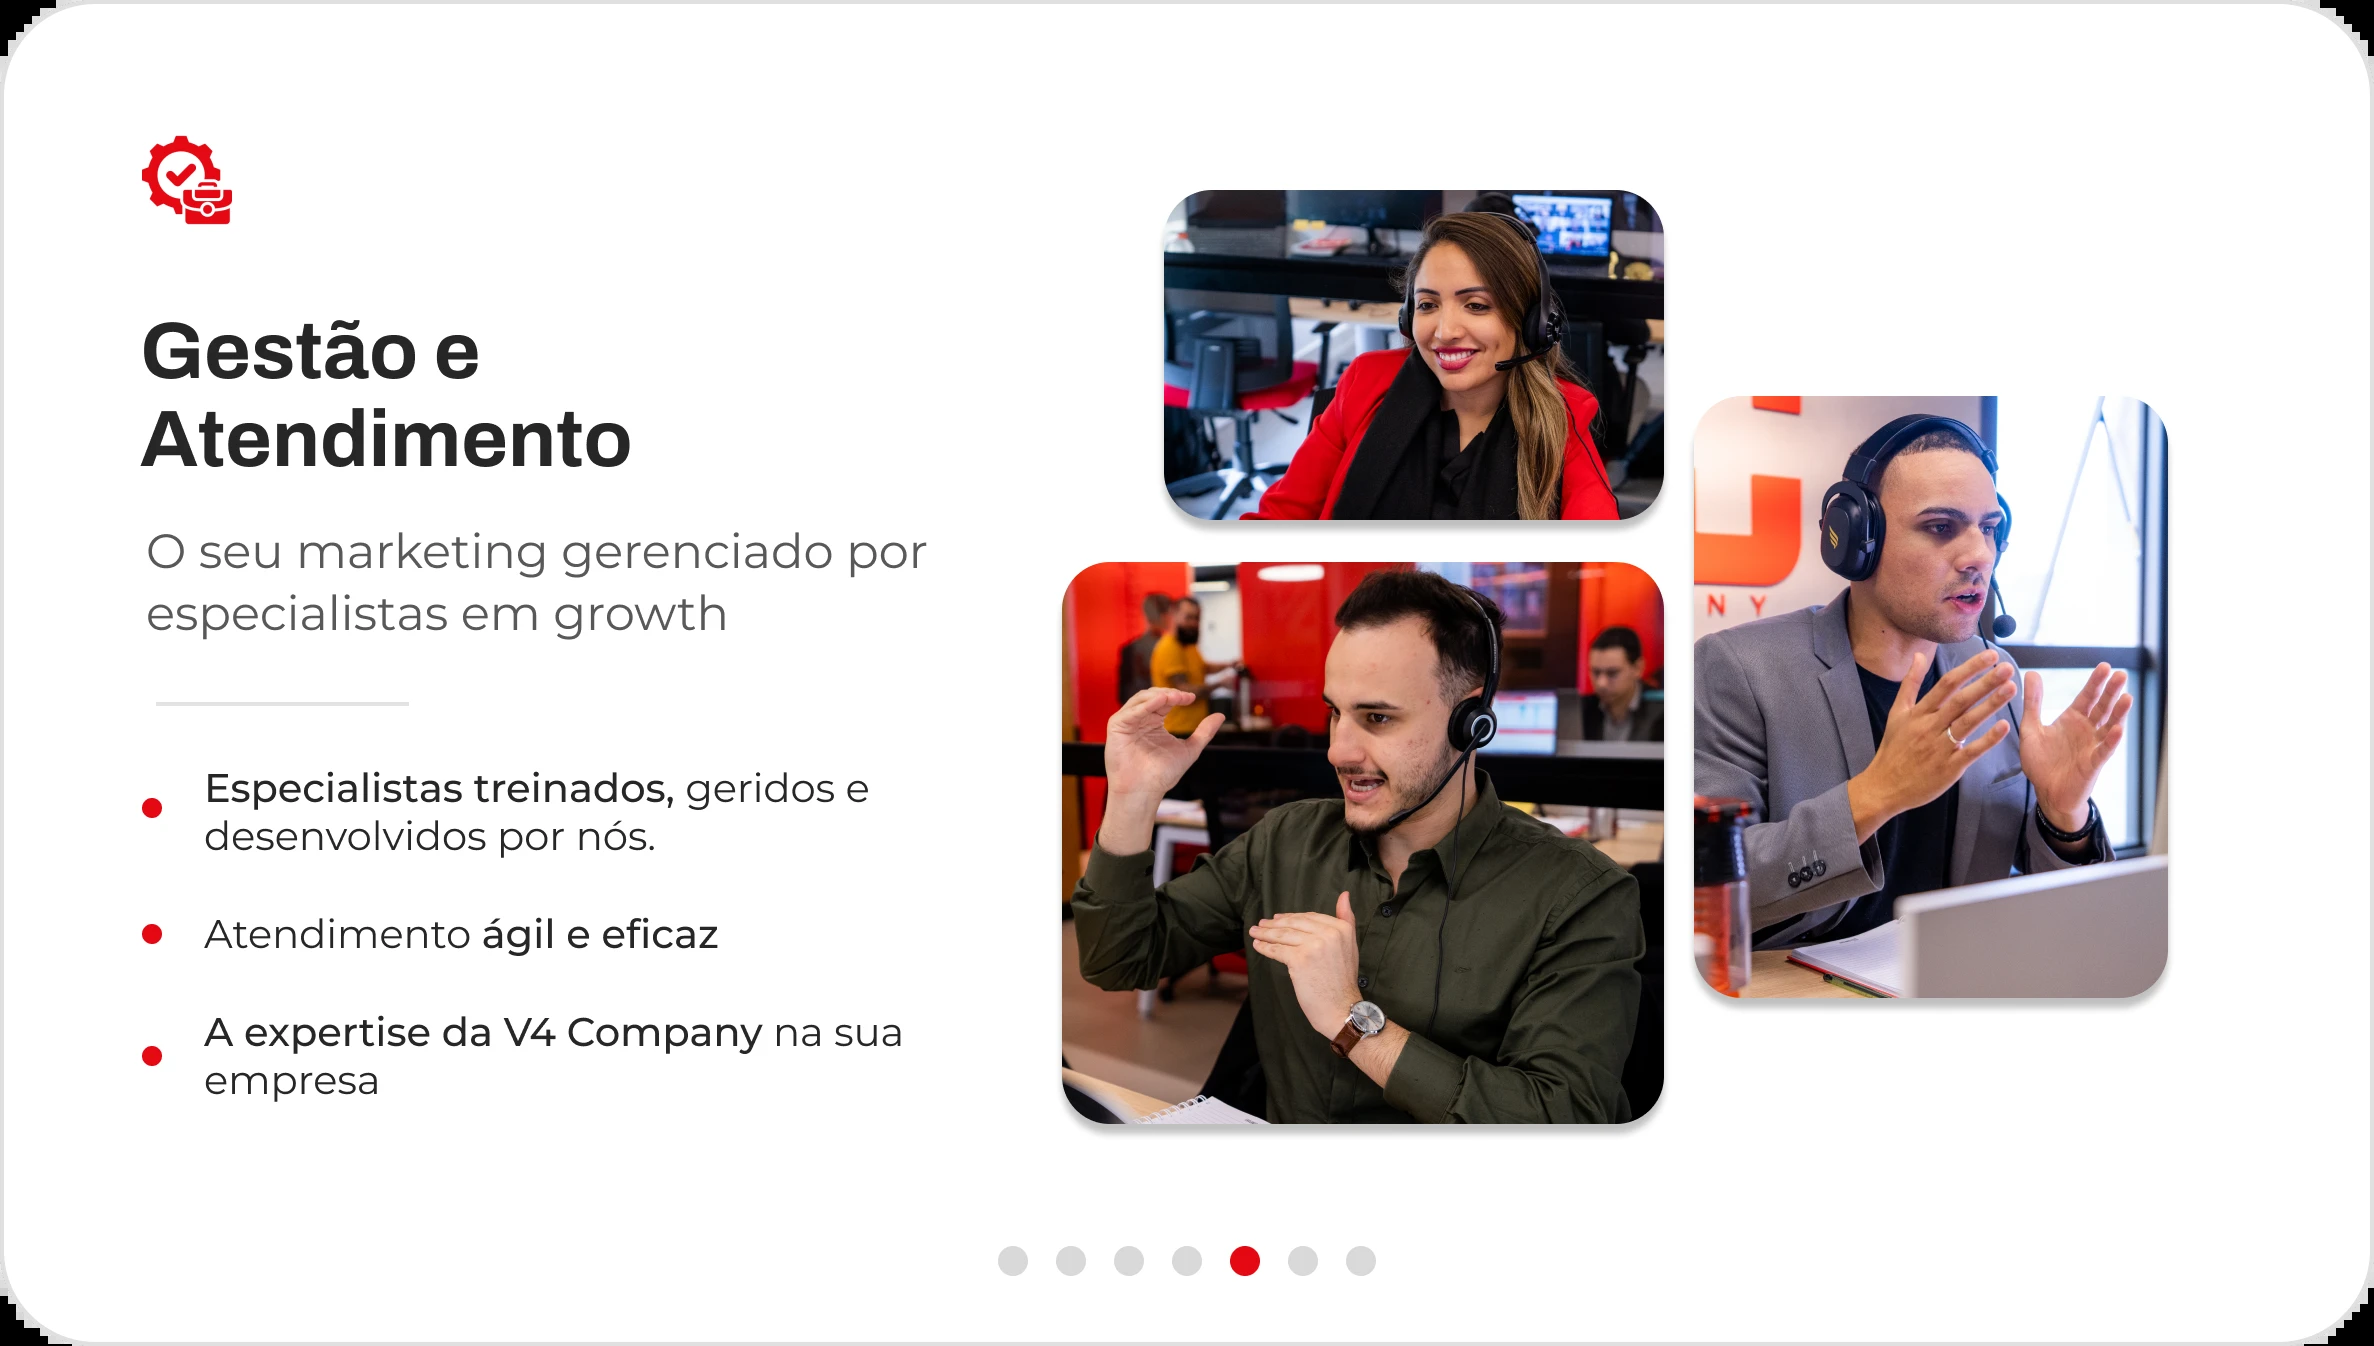 Gestão e
Atendimento
O seu marketing gerenciado por
especialistas em growth
Especialistas treinados, geridos e
desenvolvidos por nós.
Atendimento ágil e eficaz
A expertise da V4 Company na sua
empresa
N Y